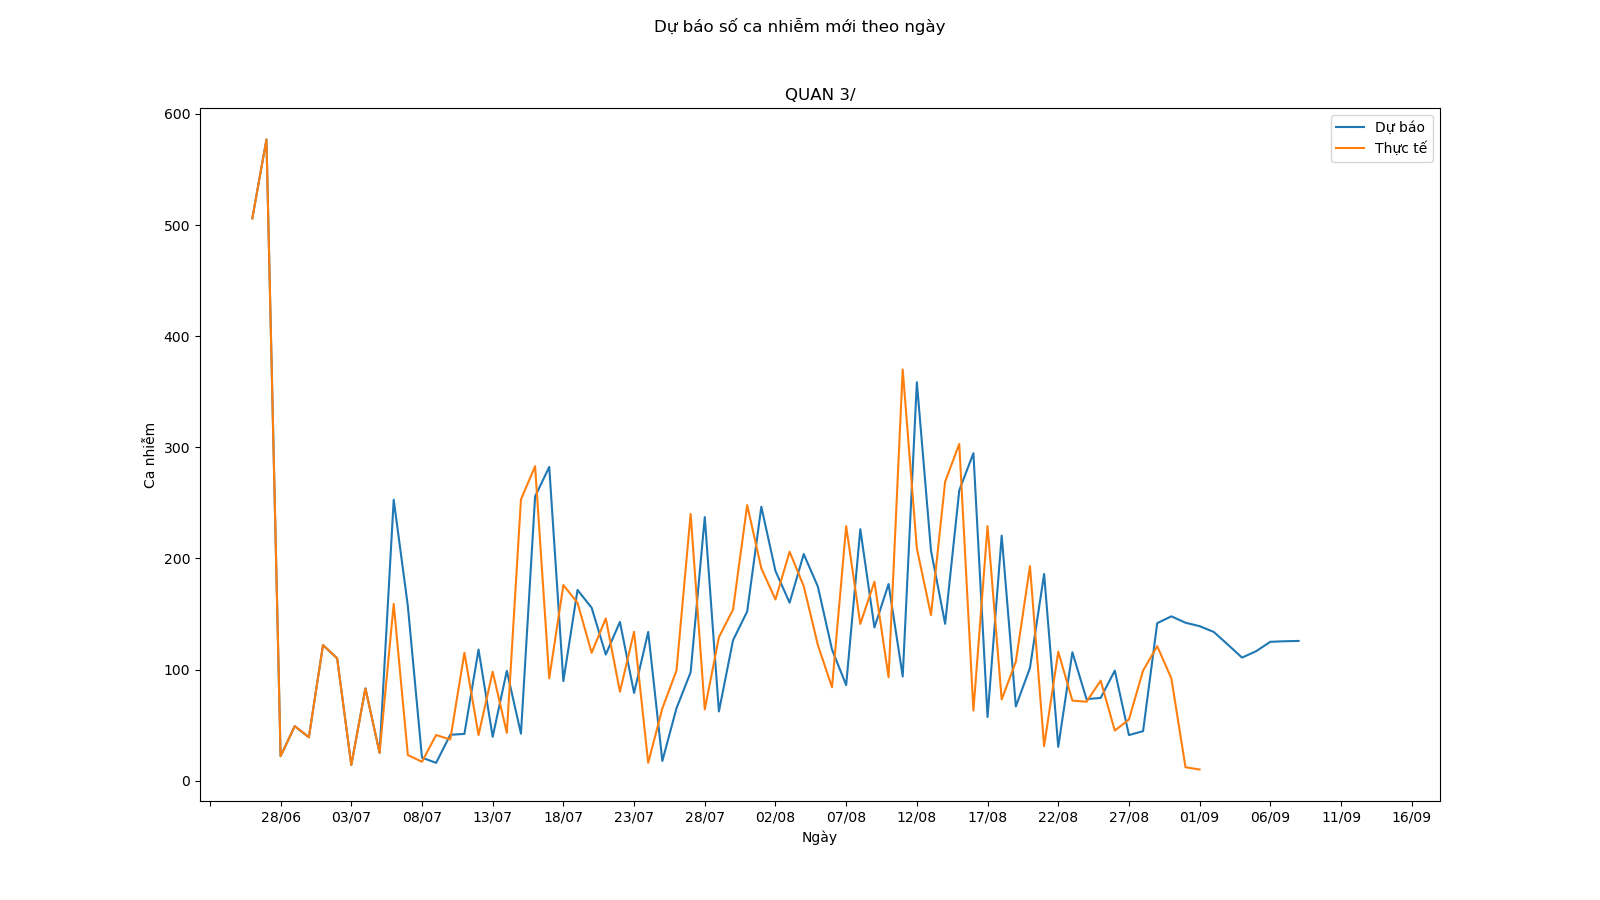 Dự báo số ca nhiễm mới theo ngày
QUAN 3/
Dự báo
Thực tế
600
500
400
300
200
100
0
Ca nhiễm
28/06 03/07 08/07 13/07 18/07 23/07 28/07 02/08 07/08 12/08 17/08 22/08 27/08 01/09 06/09 11/09 16/09
Ngày